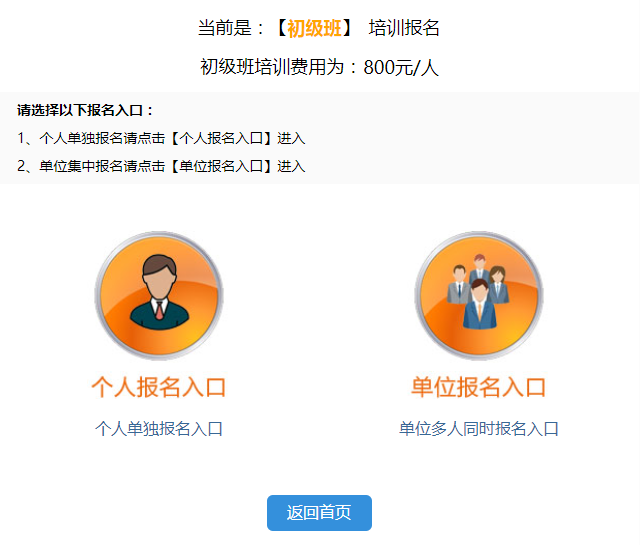 当前是：【初级班】 培训报名
初级班培训费用为：800元/人
请选择以下报名入口：
1、个人单独报名请点击【个人报名入口】进入
2、单位集中报名请点击【单位报名入口】进入
个人报名入口
单位报名入口
个人单独报名入口
单位多人同时报名入口
返回首页